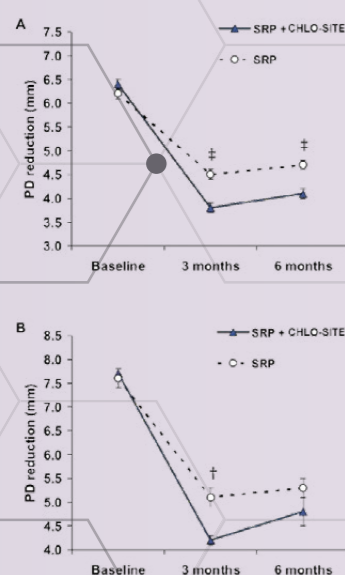 A
SRP + CHLO-SITE
SRP
PD reduction (mm)
7.5
7.0
6.5
6.0
5.5
5.0
4.5
4.0
3.5
3.0
‡
‡
Baseline 3 months 6 months
B
SRP + CHLO-SITE
SRP
PD reduction (mm)
8.5
8.0
7.5
7.0
6.5
6.0
5.5
5.0
4.5
4.0
†
Baseline 3 months 6 months